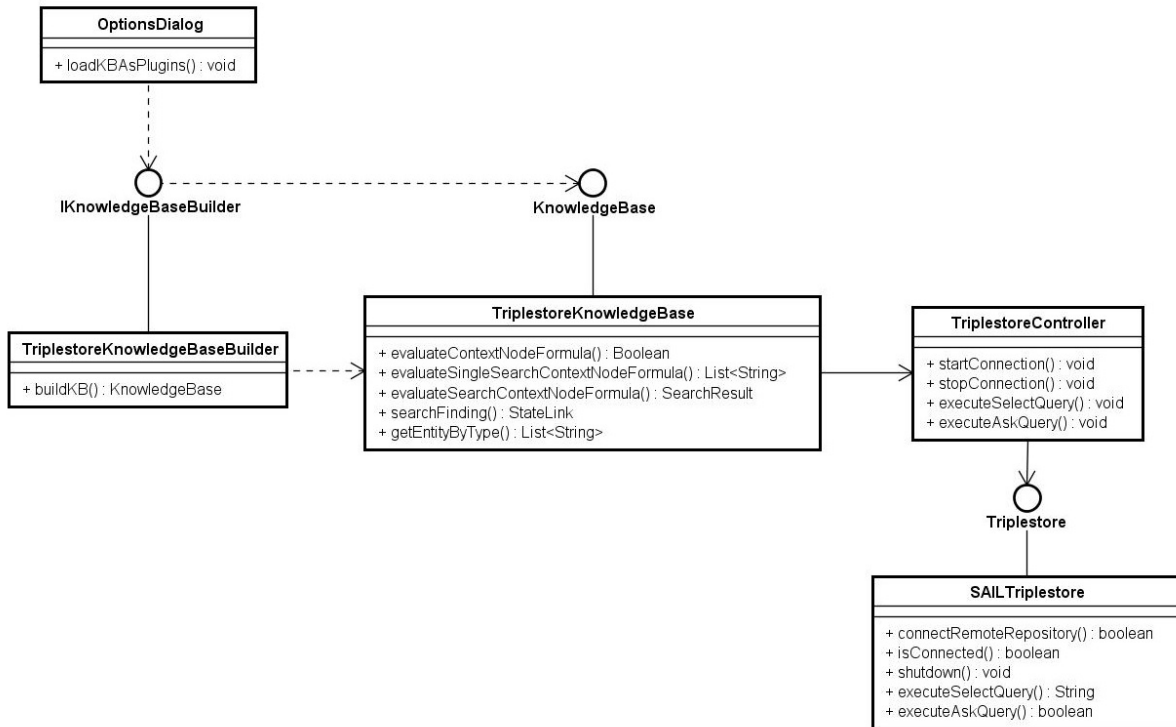 OptionsDialog
+ loadKBAsPlugins() : void
IKnowledgeBaseBuilder
KnowledgeBase
TriplestoreKnowledgeBaseBuilder
+ buildKB() : KnowledgeBase
TriplestoreKnowledgeBase
+ evaluateContextNodeFormula() : Boolean
+ evaluateSingleSearchContextNodeFormula() : List<String>
+ evaluateSearchContextNodeFormula() : SearchResult
+ searchFinding() : StateLink
+ getEntityByType() : List<String>
TriplestoreController
+ startConnection() : void
+ stopConnection() : void
+ executeSelectQuery() : void
+ executeAskQuery() : void
Triplestore
SAILTriplestore
+ connectRemoteRepository() : boolean
+ isConnected() : boolean
+ shutdown() : void
+ executeSelectQuery() : String
+ executeAskQuery() : boolean